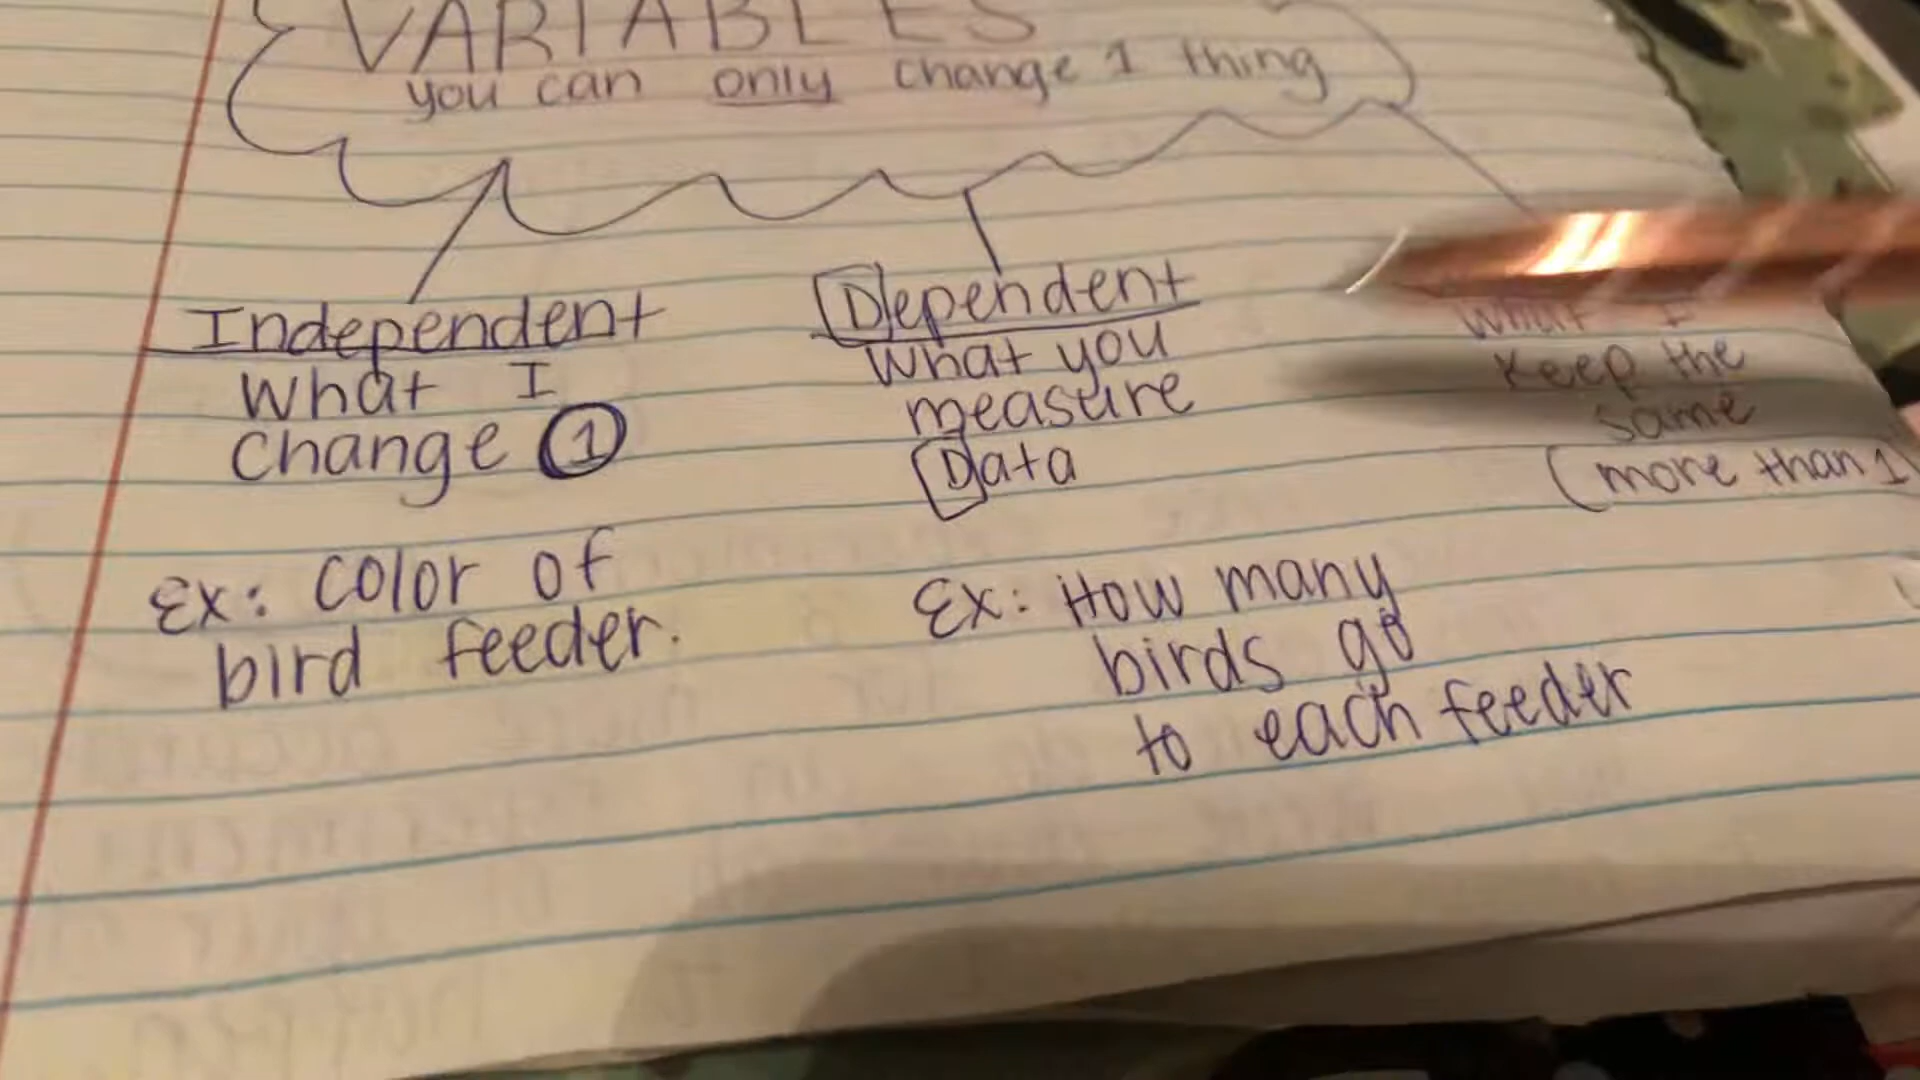 VARIABLES
you can only change 1 thing
Independent
what I
change 1
Ex: color of
bird feeder.
Dependent
what you
measure
Data
Ex: How many
birds go
to each feeder
what I
keep the
same
(more than 1